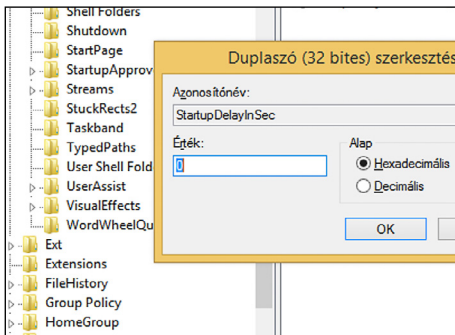 Shell Folders
Shutdown
StartPage
StartupApprov
Streams
StuckRects2
Taskband
TypedPaths
User Shell Fold
UserAssist
VisualEffects
WordWheelQu
Ext
Extensions
FileHistory
Group Policy
HomeGroup
Duplaszó (32 bites) szerkesztés
Azonosítónév:
StartupDelayInSec
Érték:
0
Alap
Hexadecimális
Decimális
OK